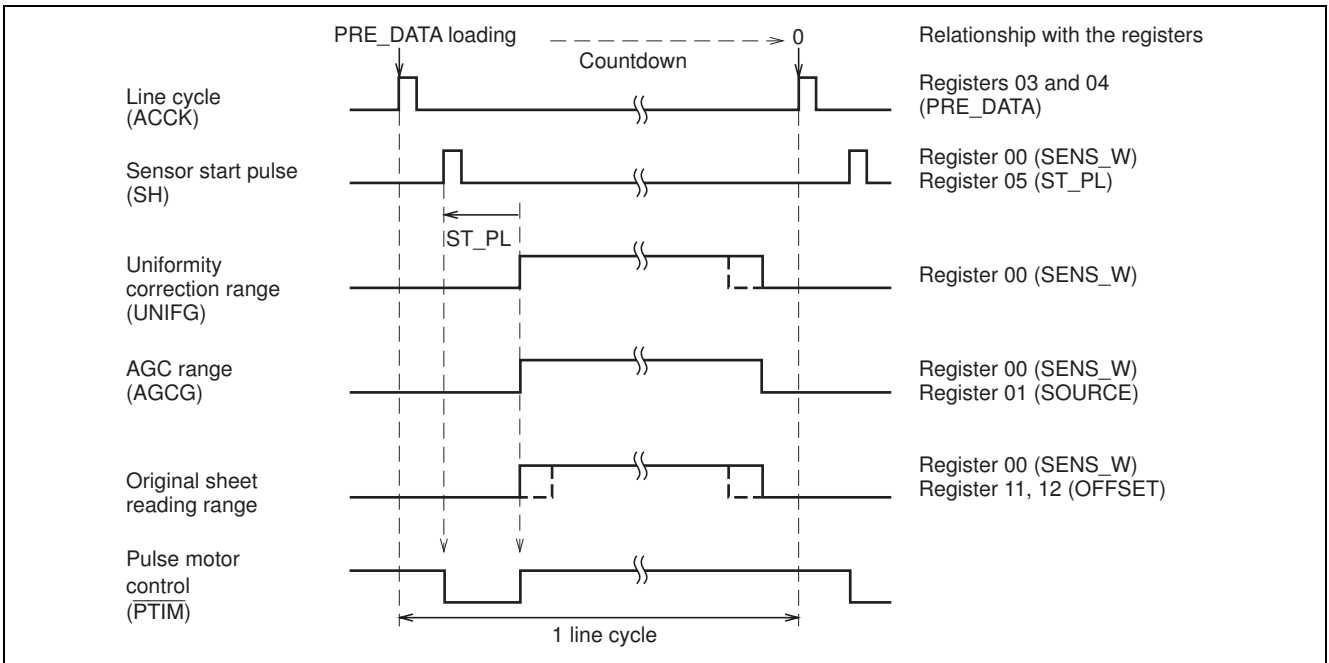 PRE_DATA loading
0
Relationship with the registers
Countdown
Line cycle
(ACCK)
Registers 03 and 04
(PRE_DATA)
Sensor start pulse
(SH)
Register 00 (SENS_W)
Register 05 (ST_PL)
ST_PL
Uniformity
correction range
(UNIFG)
Register 00 (SENS_W)
AGC range
(AGCG)
Register 00 (SENS_W)
Register 01 (SOURCE)
Original sheet
reading range
Register 00 (SENS_W)
Register 11, 12 (OFFSET)
Pulse motor
control
(PTIM)
1 line cycle